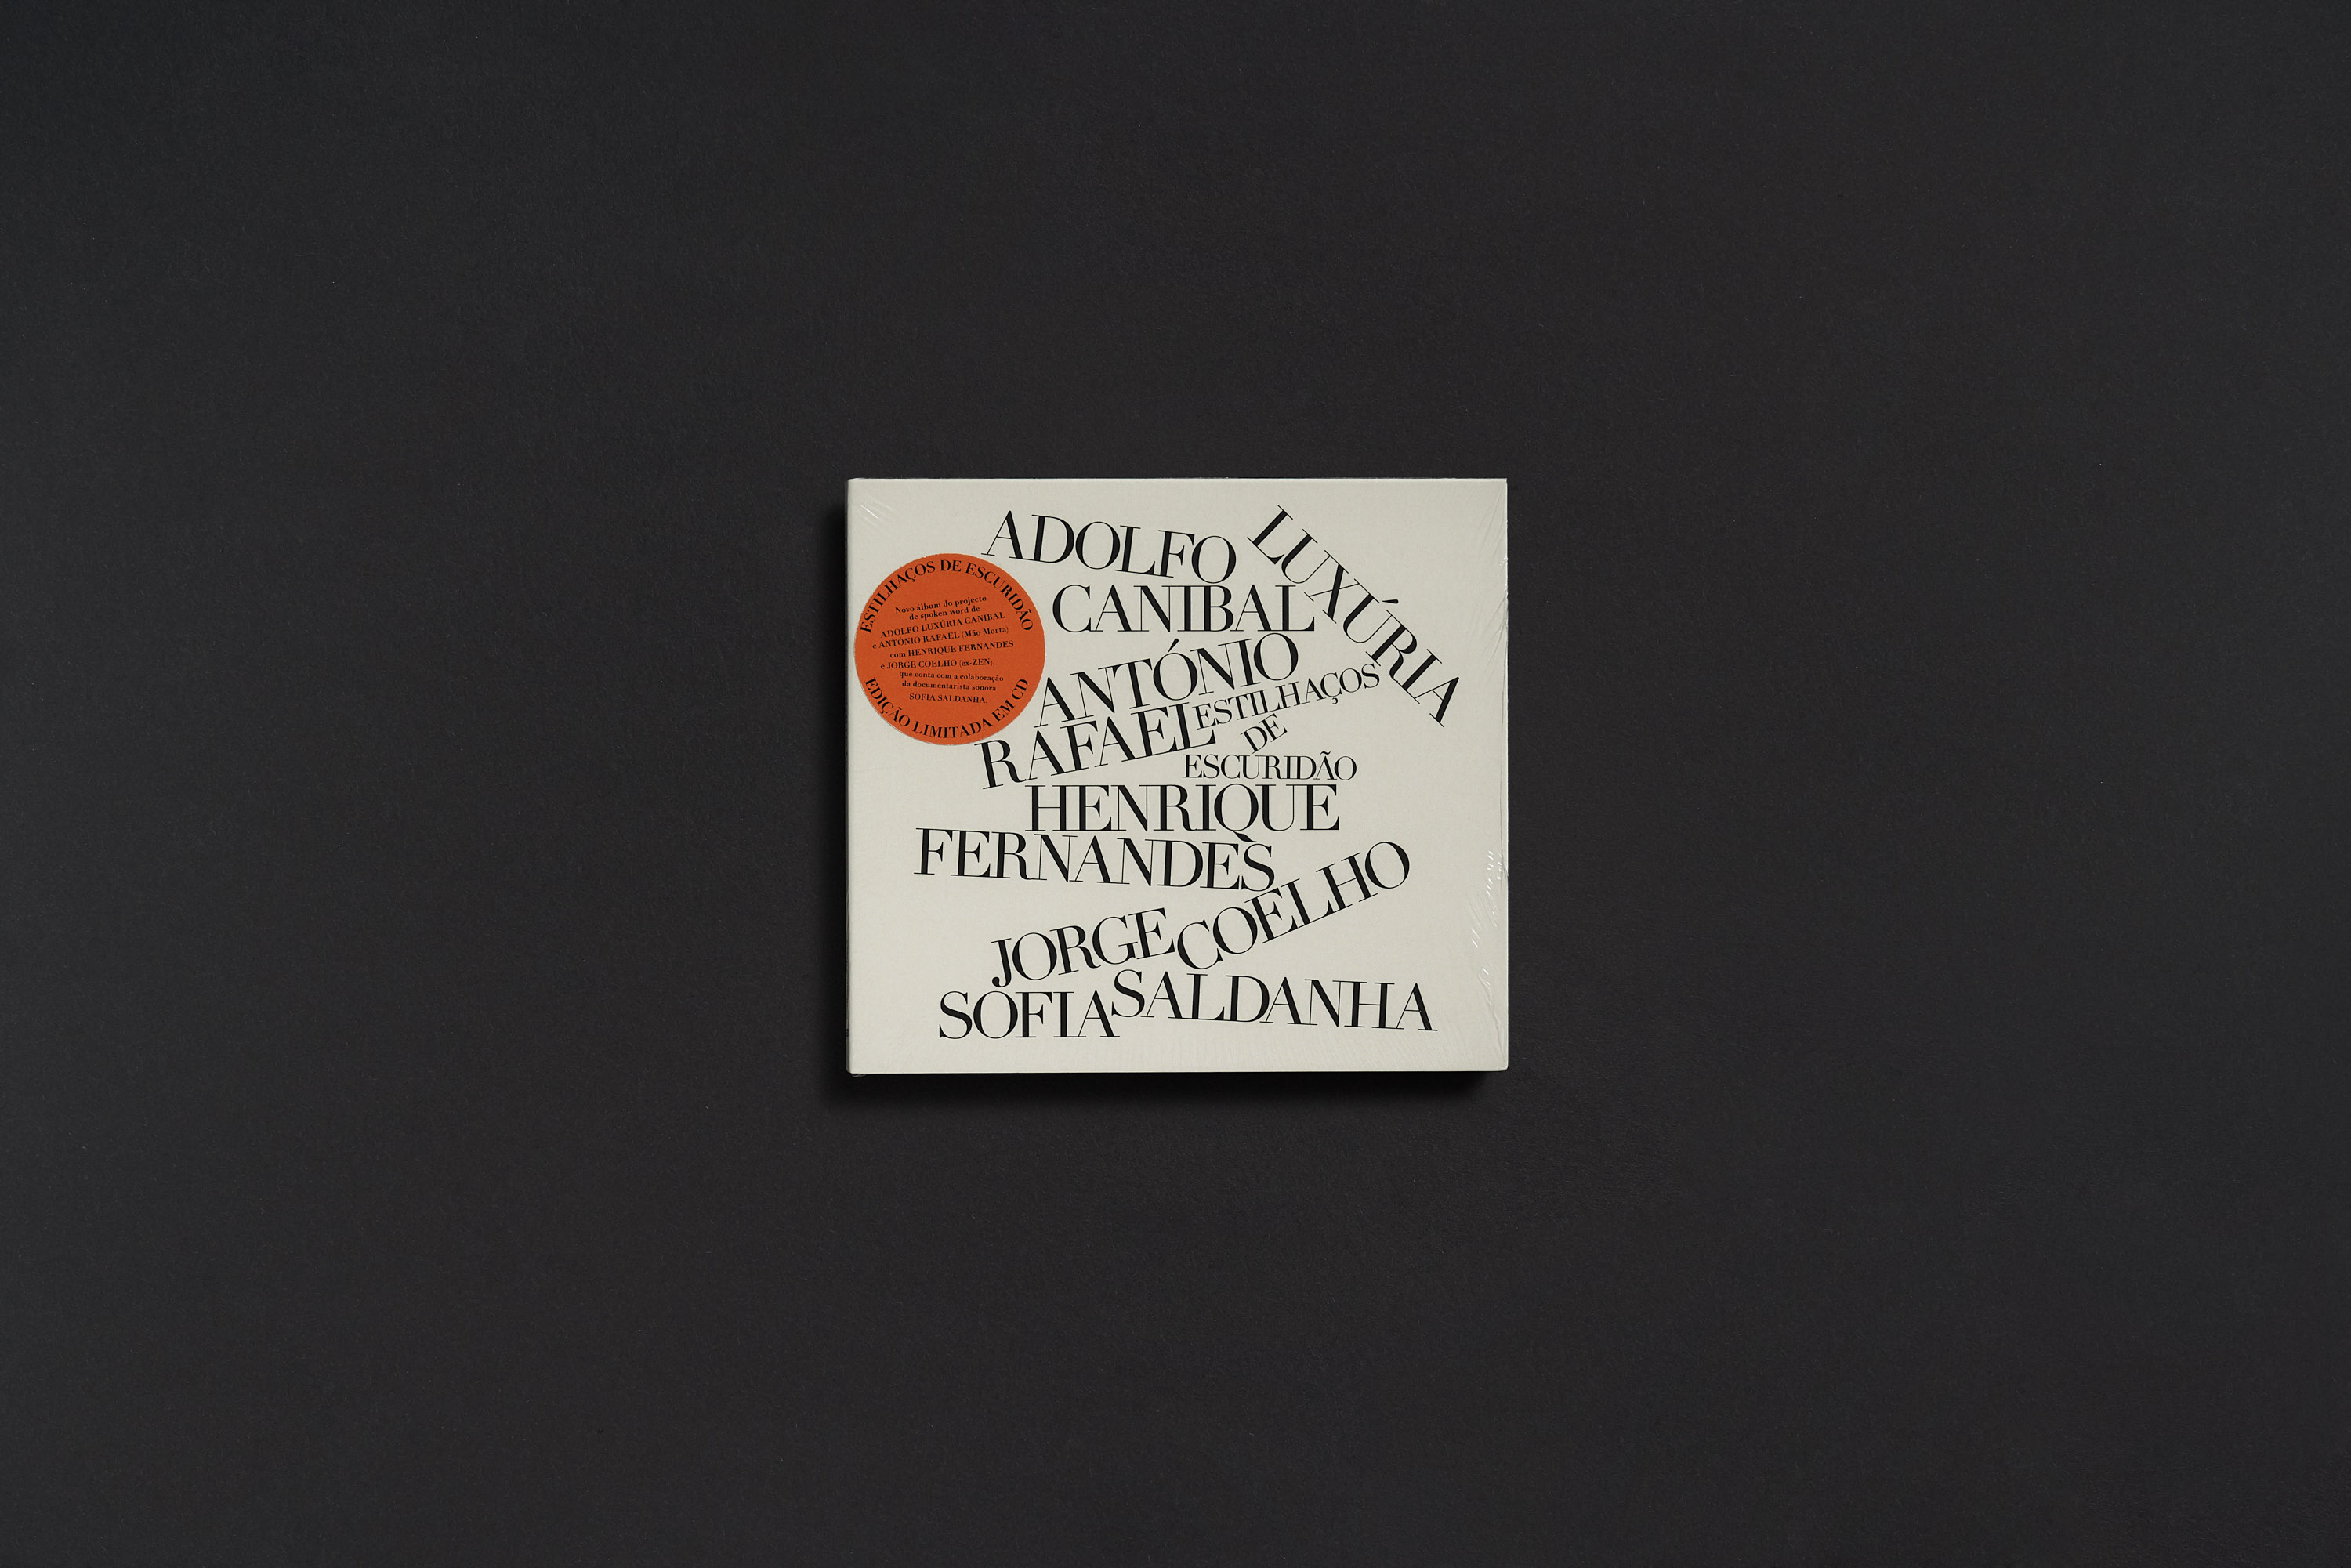 ADOLFO
LUXÚRIA
CANIBAL
ANTÓNIO
RAFAEL
ESTILHAÇOS
DE
ESCURIDÃO
HENRIQUE
FERNANDES
JORGE COELHO
SOFIA SALDANHA
ESTILHAÇOS DE ESCURIDÃO
Novo álbum do projecto
de spoken word de
ADOLFO LUXÚRIA CANIBAL
e ANTÓNIO RAFAEL (Mão Morta)
com HENRIQUE FERNANDES
e JORGE COELHO (ex-ZEN),
que conta com a colaboração
da documentarista sonora
SOFIA SALDANHA.
EDIÇÃO LIMITADA EM CD